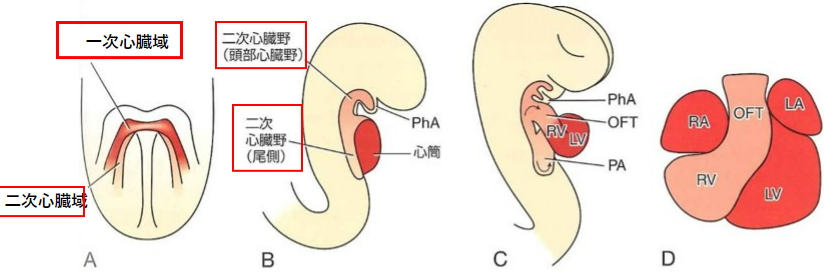 一次心臓域
二次心臓域
A
二次心臓野
(頭部心臓野)
二次
心臓野
(尾側)
PhA
心筒
B
PhA
OFT
RV
LV
PA
C
RA
OFT
LA
RV
LV
D